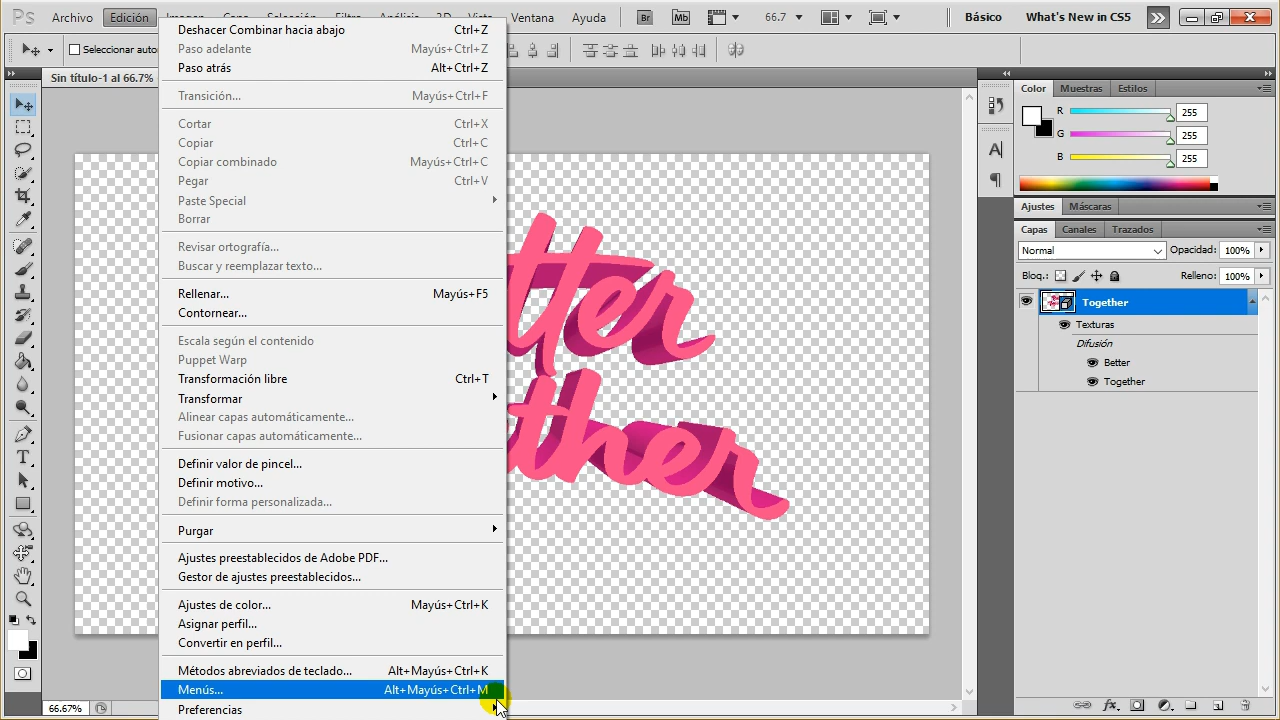 Ps Edición Ventana Ayuda Br Mb 66.7 Básico What's New in CS5
Seleccionar auto
Sin título-1 al 66.7%
Deshacer Combinar hacia abajo Ctrl+Z
Paso adelante Mayús+Ctrl+Z
Paso atrás Alt+Ctrl+Z
Transición... Mayús+Ctrl+F
Cortar Ctrl+X
Copiar Ctrl+C
Copiar combinado Mayús+Ctrl+C
Pegar Ctrl+V
Paste Special
Borrar
Revisar ortografía...
Buscar y reemplazar texto...
Rellenar... Mayús+F5
Contornear...
Escala según el contenido
Puppet Warp
Transformación libre Ctrl+T
Transformar
Alinear capas automáticamente...
Fusionar capas automáticamente...
Definir valor de pincel...
Definir motivo...
Definir forma personalizada...
Purgar
Ajustes preestablecidos de Adobe PDF...
Gestor de ajustes preestablecidos...
Ajustes de color... Mayús+Ctrl+K
Asignar perfil...
Convertir en perfil...
Métodos abreviados de teclado... Alt+Mayús+Ctrl+K
Menús... Alt+Mayús+Ctrl+M
Preferencias
tter
ther
Color Muestras Estilos
R 255
G 255
B 255
Ajustes Máscaras
Capas Canales Trazados
Normal Opacidad: 100%
Bloq.: Relleno: 100%
Together
Texturas
Difusión
Better
Together
66.67%